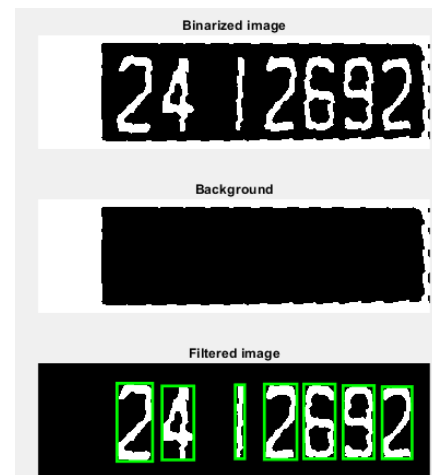 Binarized image
24 12692
Background
Filtered image
24 12692